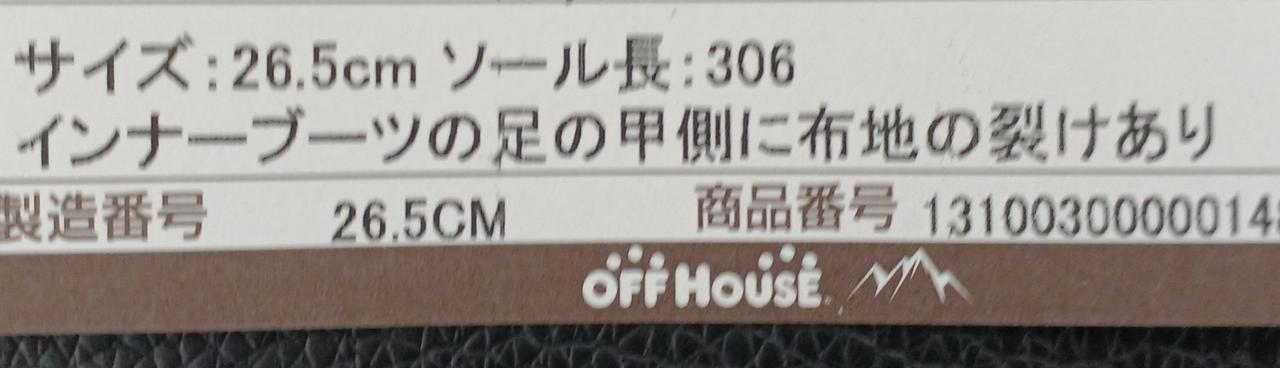 サイズ:26.5cm ソール長:306
インナーブーツの足の甲側に布地の裂けあり
製造番号 26.5CM 商品番号 131003000001483
OFF HOUSE